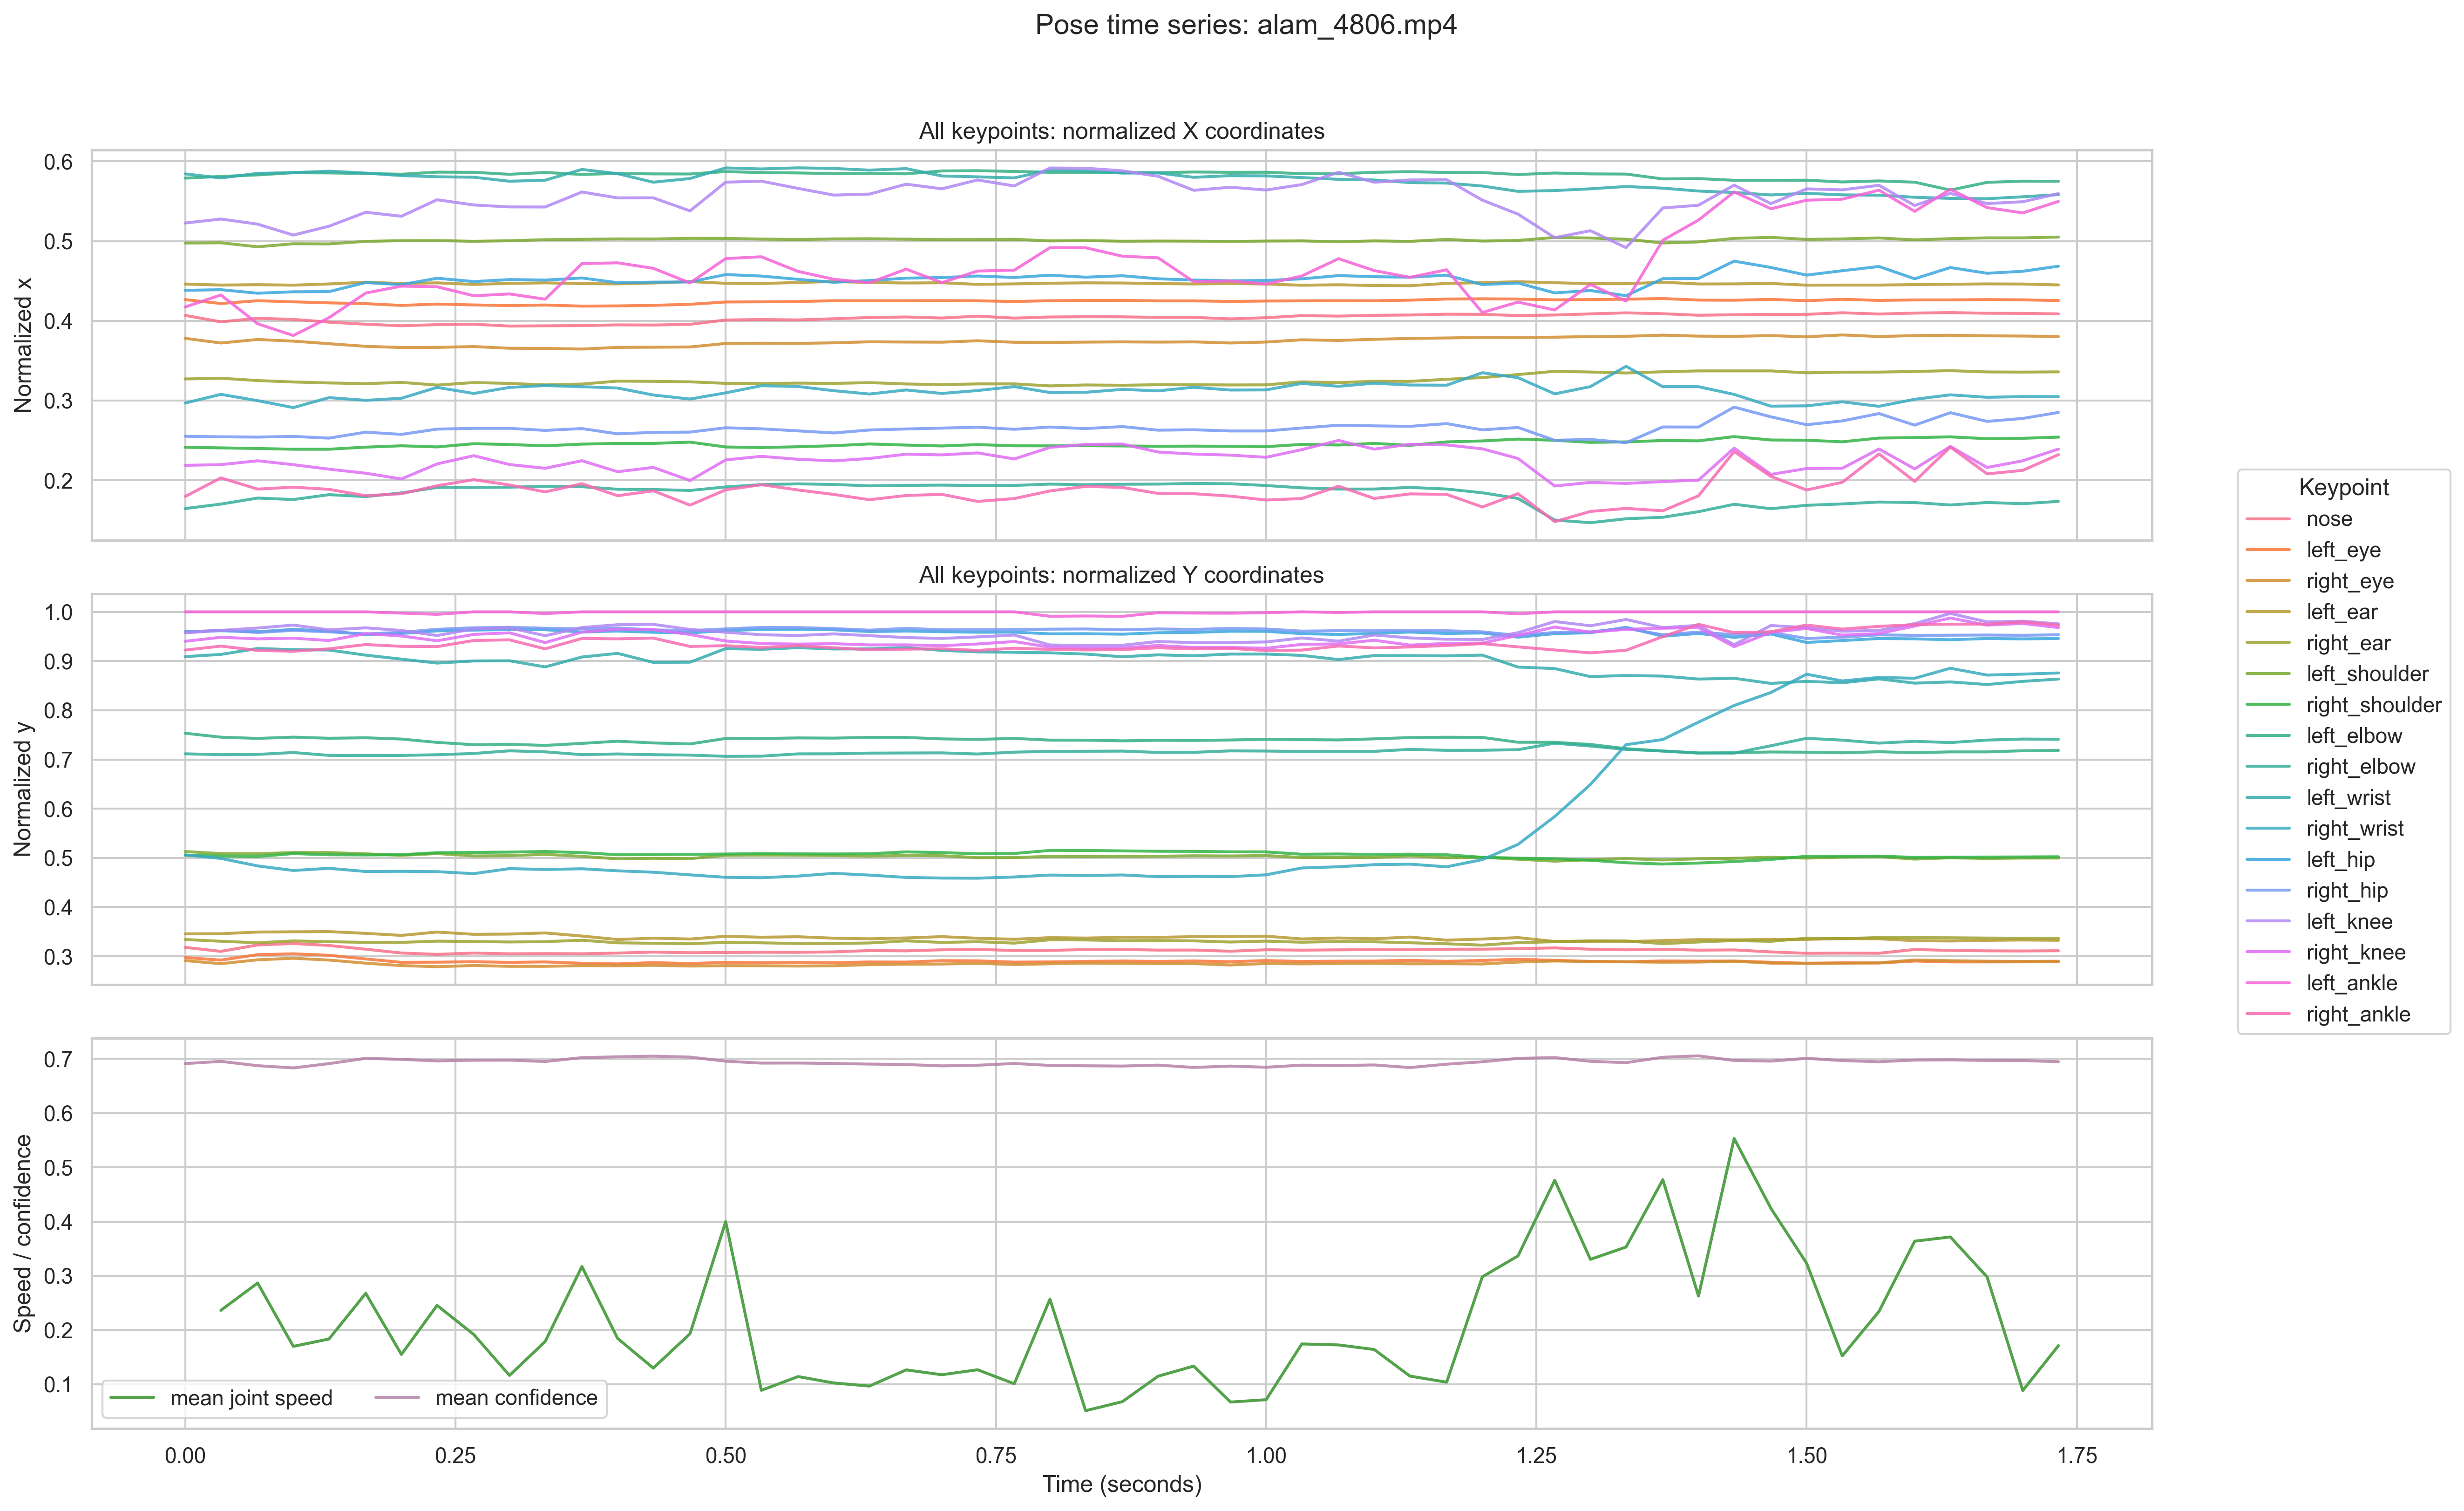 Pose time series: alam_4806.mp4
All keypoints: normalized X coordinates
Normalized x
0.6
0.5
0.4
0.3
0.2
All keypoints: normalized Y coordinates
Normalized y
1.0
0.9
0.8
0.7
0.6
0.5
0.4
0.3
Keypoint
nose
left_eye
right_eye
left_ear
right_ear
left_shoulder
right_shoulder
left_elbow
right_elbow
left_wrist
right_wrist
left_hip
right_hip
left_knee
right_knee
left_ankle
right_ankle
Speed / confidence
0.7
0.6
0.5
0.4
0.3
0.2
0.1
mean joint speed
mean confidence
0.00
0.25
0.50
0.75
1.00
1.25
1.50
1.75
Time (seconds)